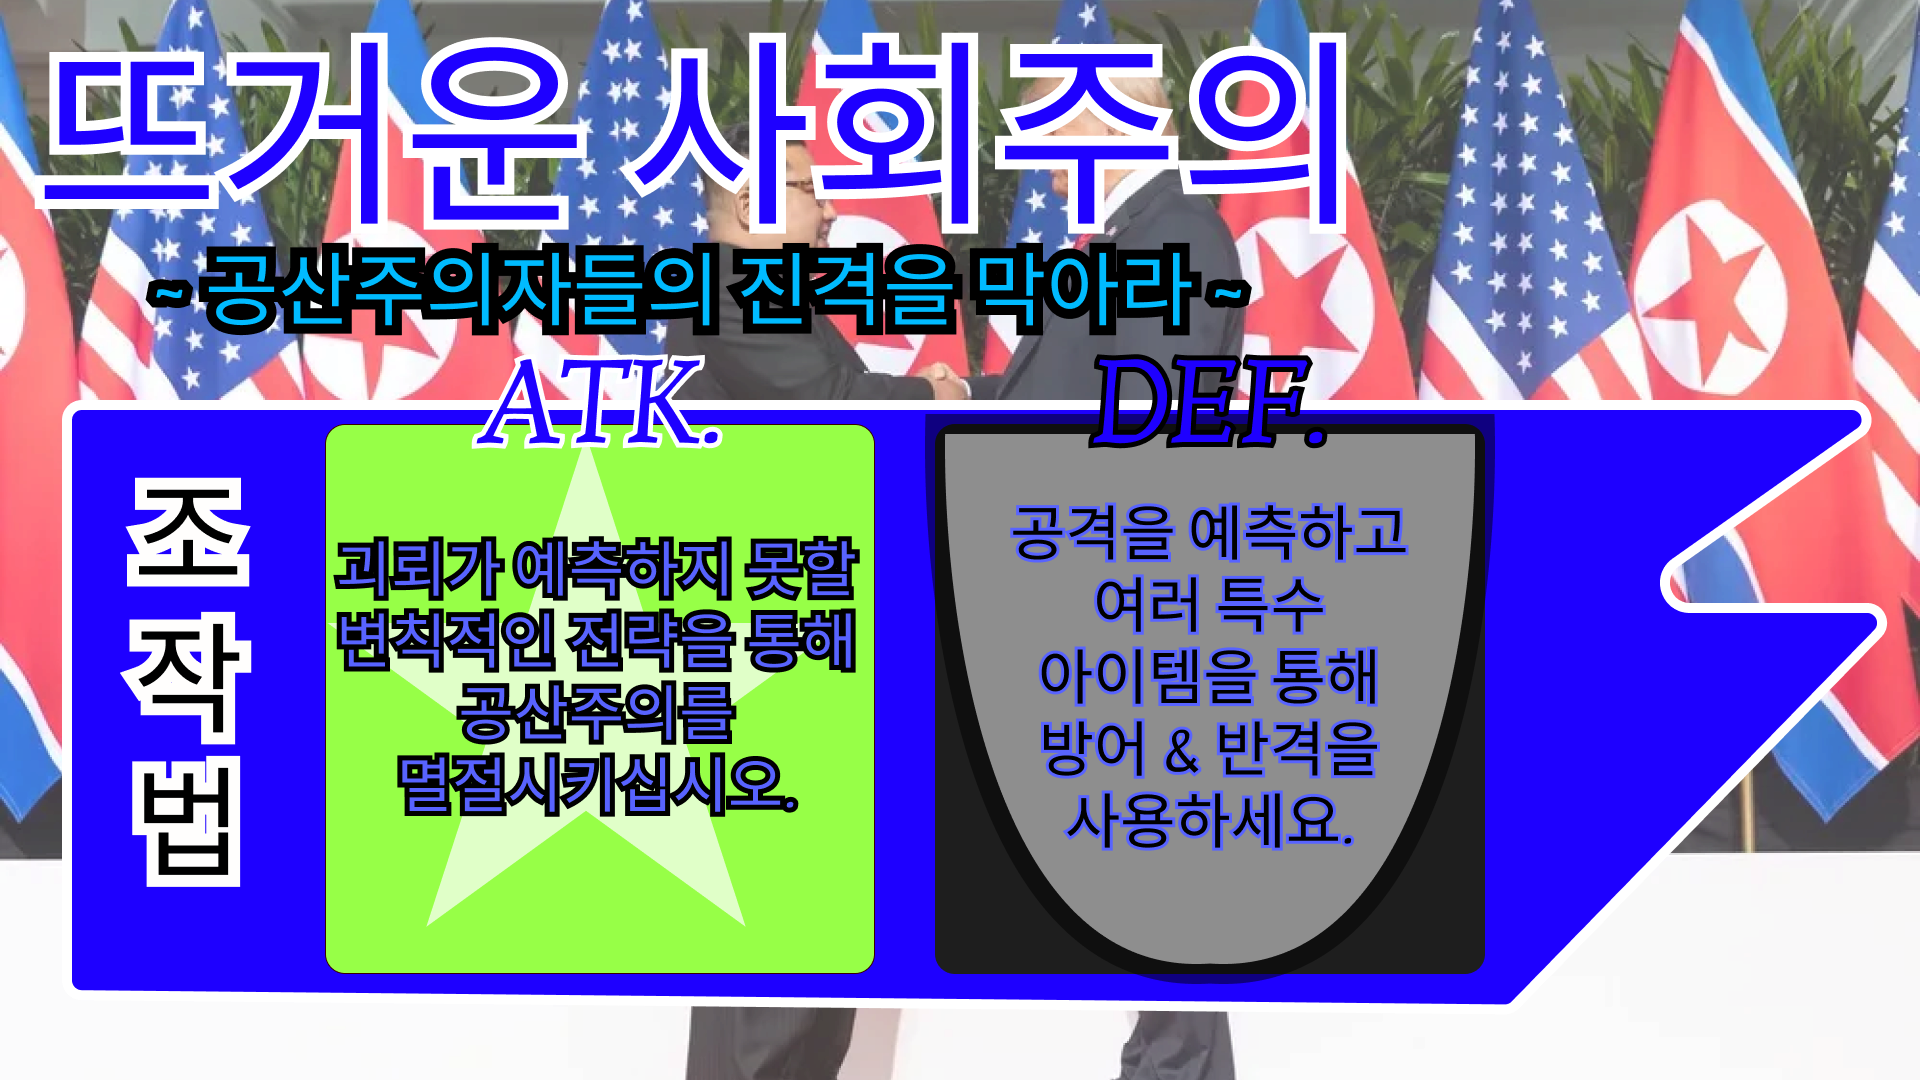 뜨거운 사회주의
~ 공산주의자들의 진격을 막아라 ~
조작법
ATK.
괴뢰가 예측하지 못할
변칙적인 전략을 통해
공산주의를
멸절시키십시오.
DEF.
공격을 예측하고
여러 특수
아이템을 통해
방어 & 반격을
사용하세요.